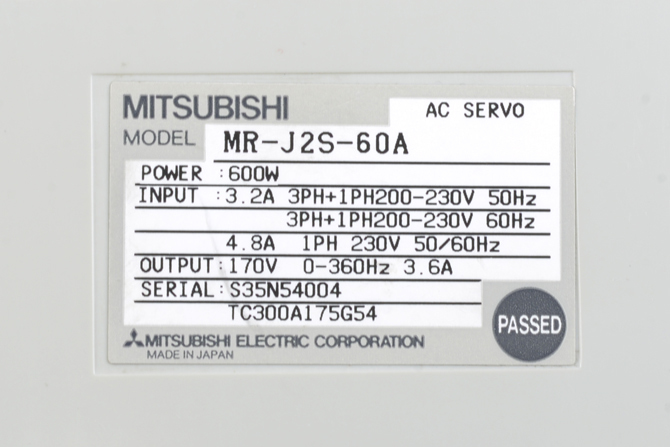 MITSUBISHI
AC SERVO
MODEL MR-J2S-60A
POWER :600W
INPUT :3.2A 3PH+1PH200-230V 50Hz
3PH+1PH200-230V 60Hz
4.8A 1PH 230V 50/60Hz
OUTPUT:170V 0-360Hz 3.6A
SERIAL:S35N54004
TC300A175G54
PASSED
MITSUBISHI ELECTRIC CORPORATION
MADE IN JAPAN